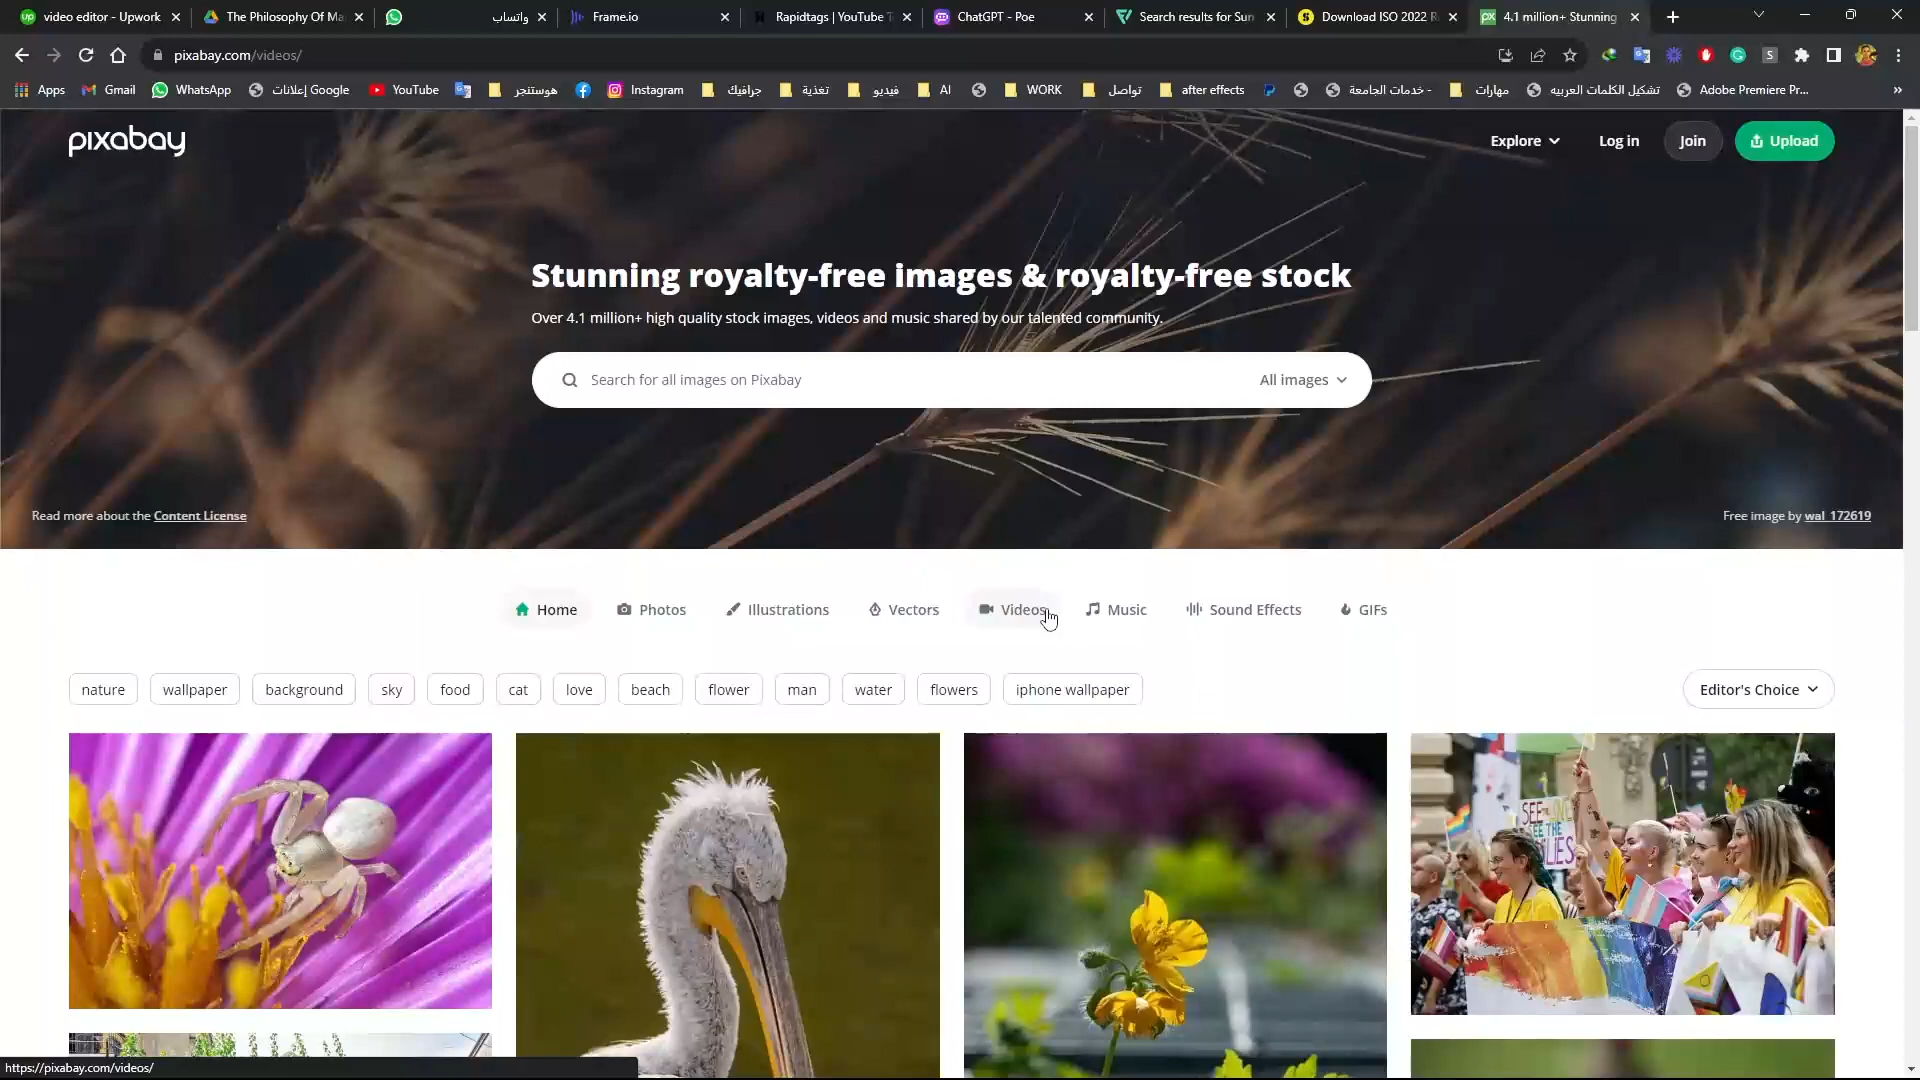 video editor - Upwork
The Philosophy Of Ma
واتساب
Frame.io
Rapidtags | YouTube T
ChatGPT - Poe
Search results for Sun
Download ISO 2022 R
4.1 million+ Stunning
pixabay.com/videos/
Apps
Gmail
WhatsApp
إعلانات Google
YouTube
هوستنجر
Instagram
جرافيك
تغذية
فيديو
AI
WORK
تواصل
after effects
خدمات الجامعة -
مهارات
تشكيل الكلمات العربيه
Adobe Premiere Pr...
pixabay
Explore
Log in
Join
Upload
Stunning royalty-free images & royalty-free stock
Over 4.1 million+ high quality stock images, videos and music shared by our talented community.
Search for all images on Pixabay
All images
Read more about the Content License
Free image by wal_172619
Home
Photos
Illustrations
Vectors
Videos
Music
Sound Effects
GIFs
nature
wallpaper
background
sky
food
cat
love
beach
flower
man
water
flowers
iphone wallpaper
Editor's Choice
SEE THE
SEE THE
https://pixabay.com/videos/